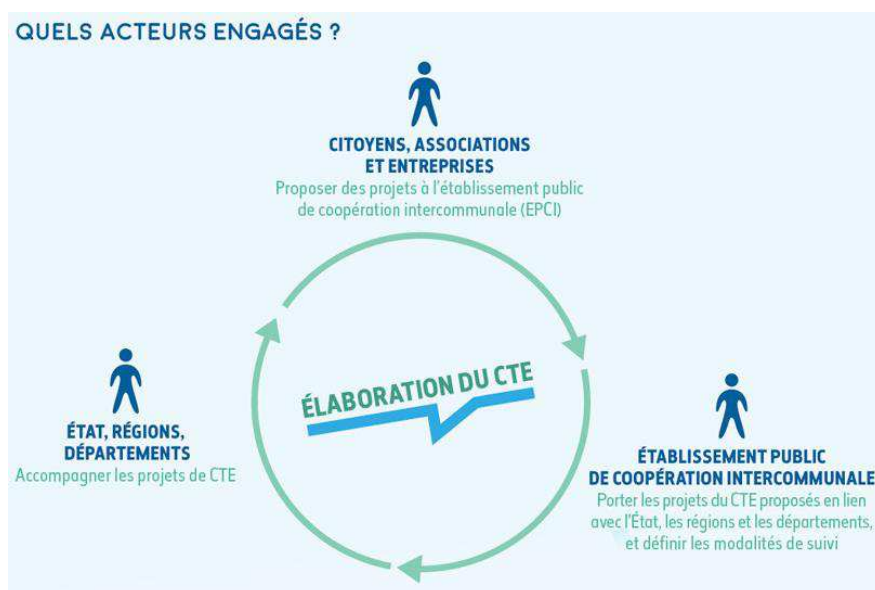 QUELS ACTEURS ENGAGÉS ?
CITOYENS, ASSOCIATIONS
ET ENTREPRISES
Proposer des projets à l'établissement public
de coopération intercommunale (EPCI)
ÉLABORATION DU CTE
ÉTAT, RÉGIONS,
DÉPARTEMENTS
Accompagner les projets de CTE
ÉTABLISSEMENT PUBLIC
DE COOPÉRATION INTERCOMMUNALE
Porter les projets du CTE proposés en lien
avec l'État, les régions et les départements,
et définir les modalités de suivi